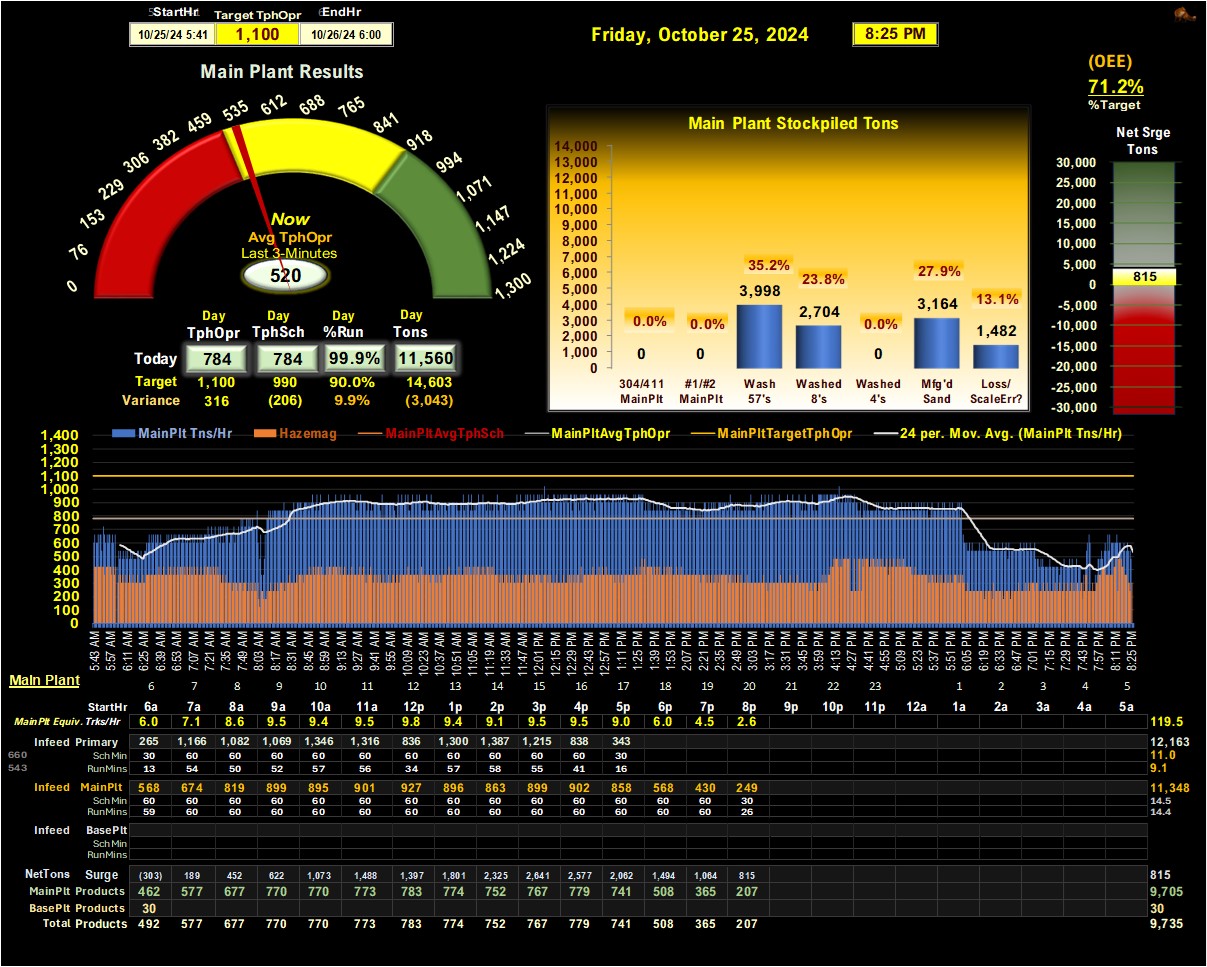 StartHr Target TphOpr EndHr
10/25/24 5:41 1,100 10/26/24 6:00
Friday, October 25, 2024 8:25 PM
(OEE)
71.2%
%Target
Main Plant Results
0 76 153 229 306 382 459 535 612 688 765 841 918 994 1,071 1,147 1,224 1,300
Now
Avg TphOpr
Last 3-Minutes
520
Day Day Day Day
TphOpr TphSch %Run Tons
Today 784 784 99.9% 11,560
Target 1,100 990 90.0% 14,603
Variance 316 (206) 9.9% (3,043)
Main Plant Stockpiled Tons
14,000
13,000
12,000
11,000
10,000
9,000
8,000
7,000
6,000
5,000
4,000
3,000
2,000
1,000
0
0.0% 0.0% 35.2% 23.8% 0.0% 27.9% 13.1%
0 0 3,998 2,704 0 3,164 1,482
304/411 #1/#2 Wash Washed Washed Mfg'd Loss/
MainPlt MainPlt 57's 8's 4's Sand ScaleErr?
Net Srge
Tons
30,000
25,000
20,000
15,000
10,000
5,000
0
-5,000
-10,000
-15,000
-20,000
-25,000
-30,000
815
MainPlt Tns/Hr Hazemag MainPltAvgTphSch MainPltAvgTphOpr MainPltTargetTphOpr 24 per. Mov. Avg. (MainPlt Tns/Hr)
1,400
1,300
1,200
1,100
1,000
900
800
700
600
500
400
300
200
100
0
5:43 AM 5:57 AM 6:11 AM 6:25 AM 6:39 AM 6:53 AM 7:07 AM 7:21 AM 7:35 AM 7:49 AM 8:03 AM 8:31 AM 8:45 AM 8:59 AM 9:13 AM 9:27 AM 9:41 AM 9:55 AM 10:09 AM 10:23 AM 10:37 AM 10:51 AM 11:05 AM 11:19 AM 11:33 AM 11:47 AM 12:01 PM 12:15 PM 12:29 PM 12:43 PM 12:57 PM 1:11 PM 1:25 PM 1:39 PM 1:53 PM 2:07 PM 2:21 PM 2:35 PM 2:49 PM 3:03 PM 3:17 PM 3:31 PM 3:45 PM 3:59 PM 4:13 PM 4:27 PM 4:41 PM 4:55 PM 5:09 PM 5:23 PM 5:37 PM 5:51 PM 6:05 PM 6:19 PM 6:33 PM 6:47 PM 7:01 PM 7:15 PM 7:29 PM 7:43 PM 7:57 PM 8:11 PM 8:25 PM
Main Plant
6 7 8 9 10 11 12 13 14 15 16 17 18 19 20 21 22 23 1 2 3 4 5
StartHr 6a 7a 8a 9a 10a 11a 12p 1p 2p 3p 4p 5p 6p 7p 8p 9p 10p 11p 12a 1a 2a 3a 4a 5a
MainPlt Equiv. Trks/Hr 6.0 7.1 8.6 9.5 9.4 9.5 9.8 9.4 9.1 9.5 9.5 9.0 6.0 4.5 2.6 119.5
Infeed Primary 265 1,166 1,082 1,069 1,346 1,316 836 1,300 1,387 1,215 838 343 12,163
660 SchMin 30 60 60 60 60 60 60 60 60 60 60 30 11.0
543 RunMins 13 54 50 52 57 56 34 57 58 55 41 16 9.1
Infeed MainPlt 568 674 819 899 895 901 927 896 863 899 902 858 568 430 249 11,348
SchMin 60 60 60 60 60 60 60 60 60 60 60 60 60 60 30 14.5
RunMins 59 60 60 60 60 60 60 60 60 60 60 60 60 60 26 14.4
Infeed BasePlt
SchMin
RunMins
NetTons Surge (303) 189 452 622 1,073 1,488 1,397 1,801 2,325 2,641 2,577 2,062 1,494 1,064 815 815
MainPlt Products 462 577 677 770 770 773 783 774 752 767 779 741 508 365 207 9,705
BasePlt Products 30 30
Total Products 492 577 677 770 770 773 783 774 752 767 779 741 508 365 207 9,735